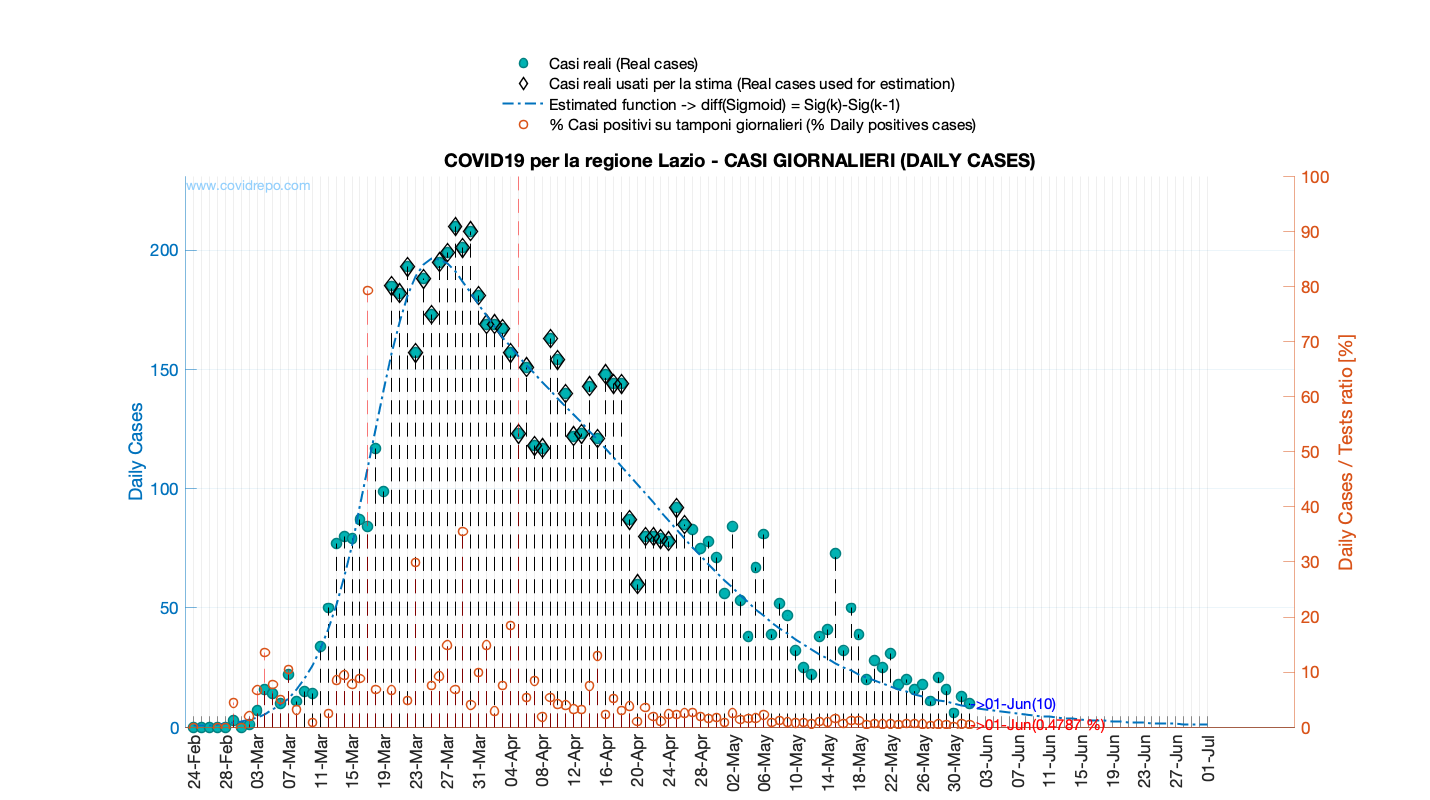 Casi reali (Real cases)
Casi reali usati per la stima (Real cases used for estimation)
Estimated function -> diff(Sigmoid) = Sig(k)-Sig(k-1)
% Casi positivi su tamponi giornalieri (% Daily positives cases)
COVID19 per la regione Lazio - CASI GIORNALIERI (DAILY CASES)
www.covidrepo.com
Daily Cases
200
150
100
50
0
100
90
80
70
60
50
40
30
20
10
0
Daily Cases / Tests ratio [%]
->01-Jun(10)
->01-Jun(0.4787 %)
24-Feb
28-Feb
03-Mar
07-Mar
11-Mar
15-Mar
19-Mar
23-Mar
27-Mar
31-Mar
04-Apr
08-Apr
12-Apr
16-Apr
20-Apr
24-Apr
28-Apr
02-May
06-May
10-May
14-May
18-May
22-May
26-May
30-May
03-Jun
07-Jun
11-Jun
15-Jun
19-Jun
23-Jun
27-Jun
01-Jul